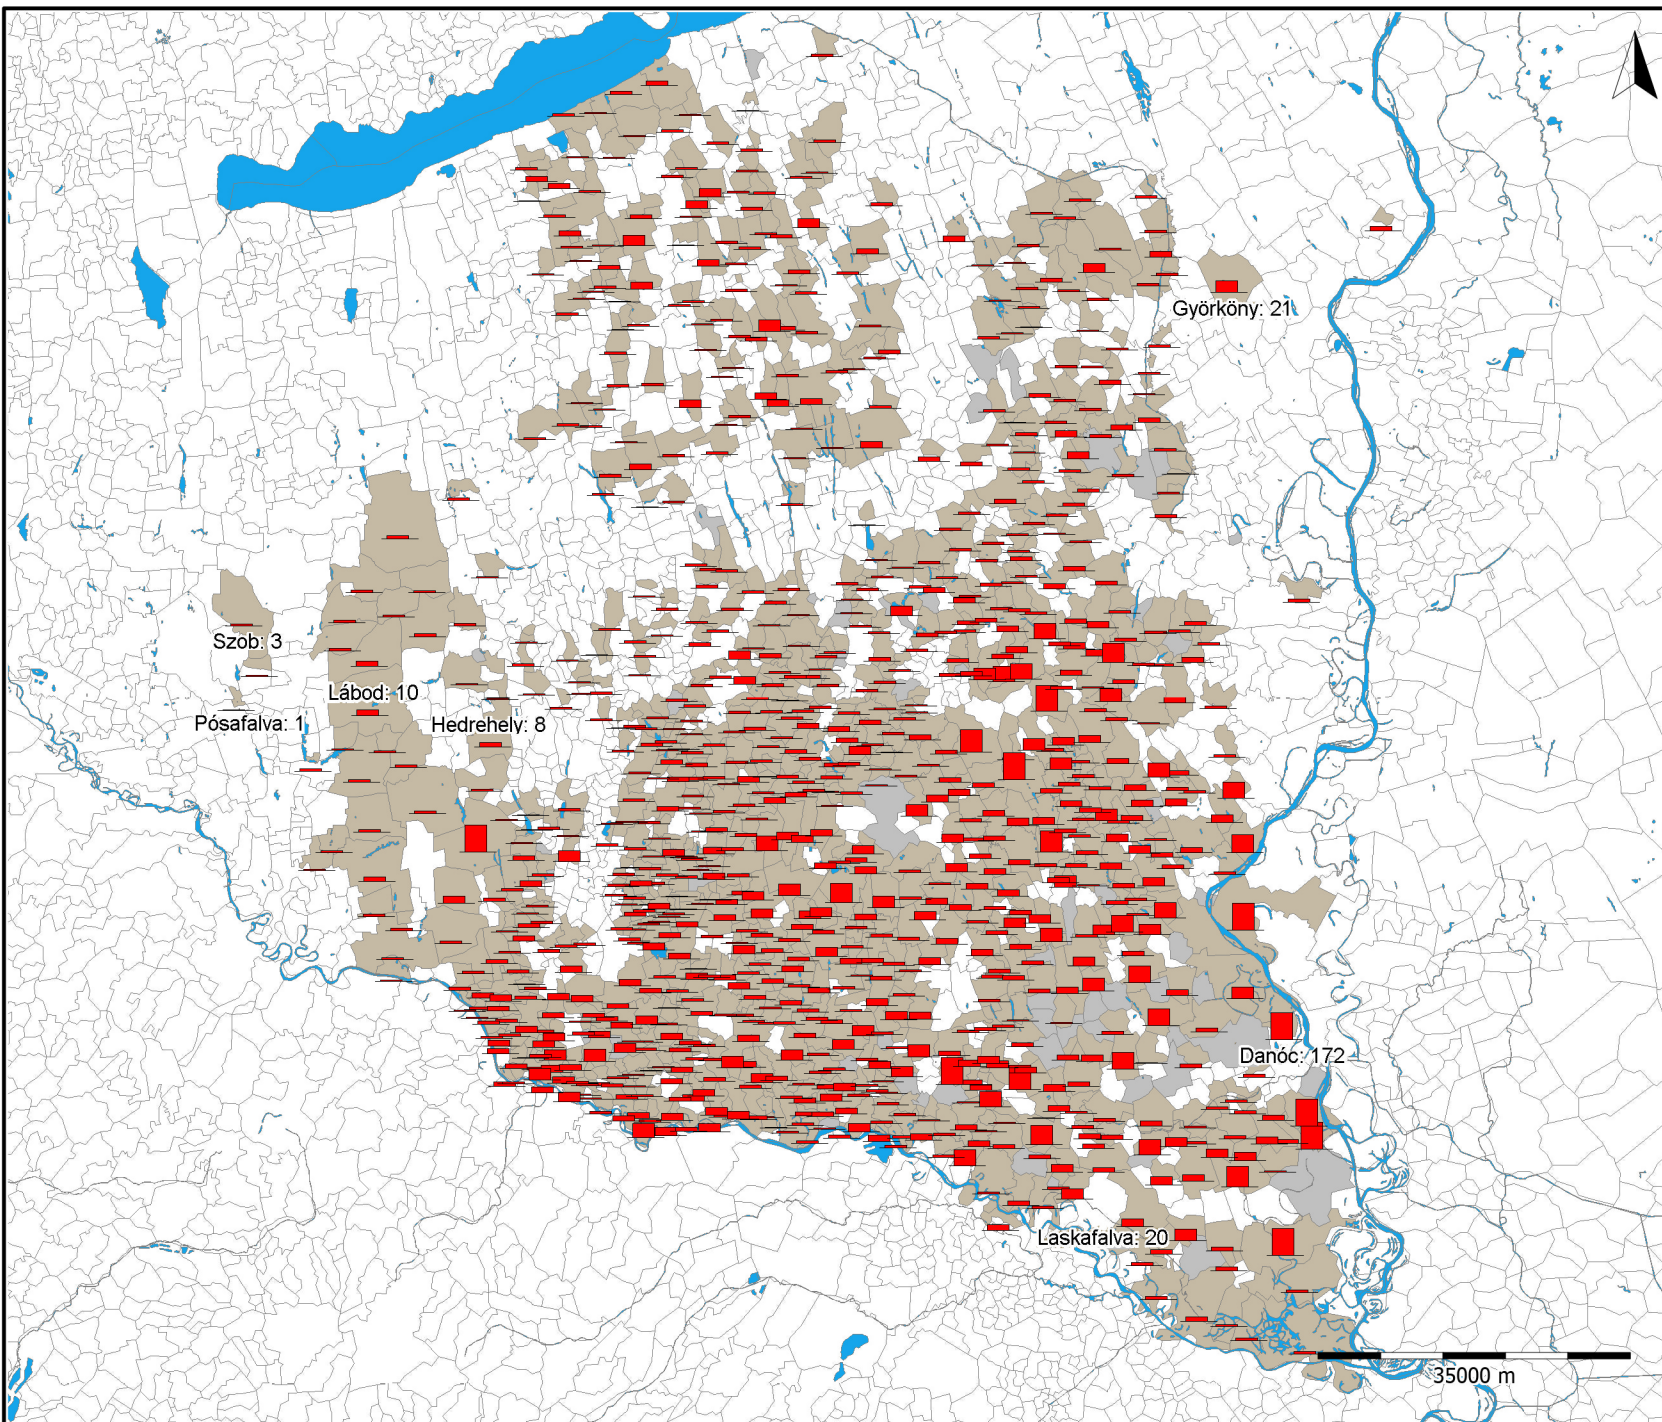 Györköny: 21
Szob: 3
Lábod: 10
Pósafalva: 1
Hedrehely: 8
Danóc: 172
Laskafalva: 20
35000 m